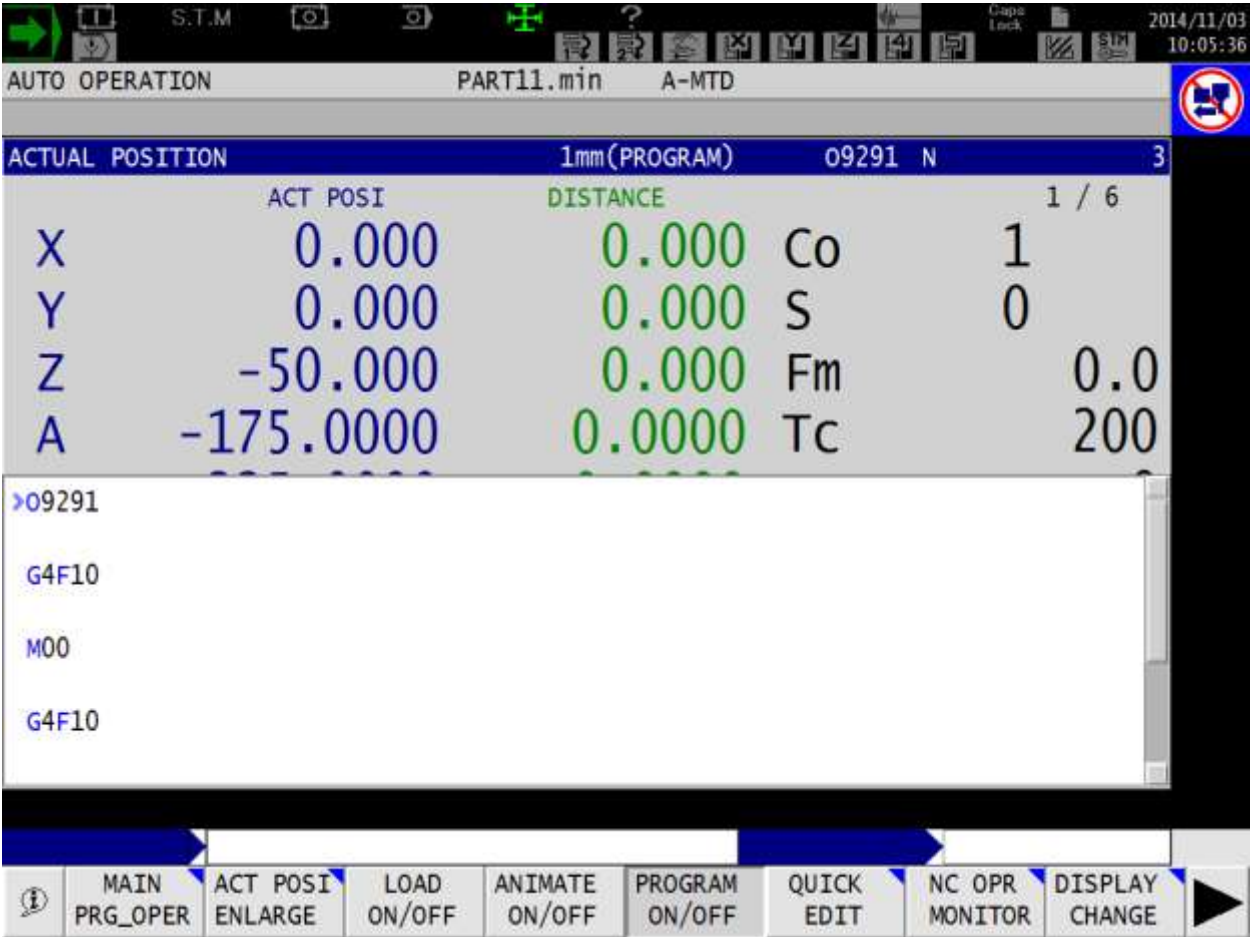 S.T.M
?
Caps Lock
2014/11/03
10:05:36
AUTO OPERATION PART11.min A-MTD
ACTUAL POSITION 1mm(PROGRAM) O9291 N 3
ACT POSI DISTANCE 1 / 6
X 0.000 0.000 Co 1
Y 0.000 0.000 S 0
Z -50.000 0.000 Fm 0.0
A -175.0000 0.0000 Tc 200
>O9291
G4F10
M00
G4F10
MAIN PRG_OPER
ACT POSI ENLARGE
LOAD ON/OFF
ANIMATE ON/OFF
PROGRAM ON/OFF
QUICK EDIT
NC OPR MONITOR
DISPLAY CHANGE